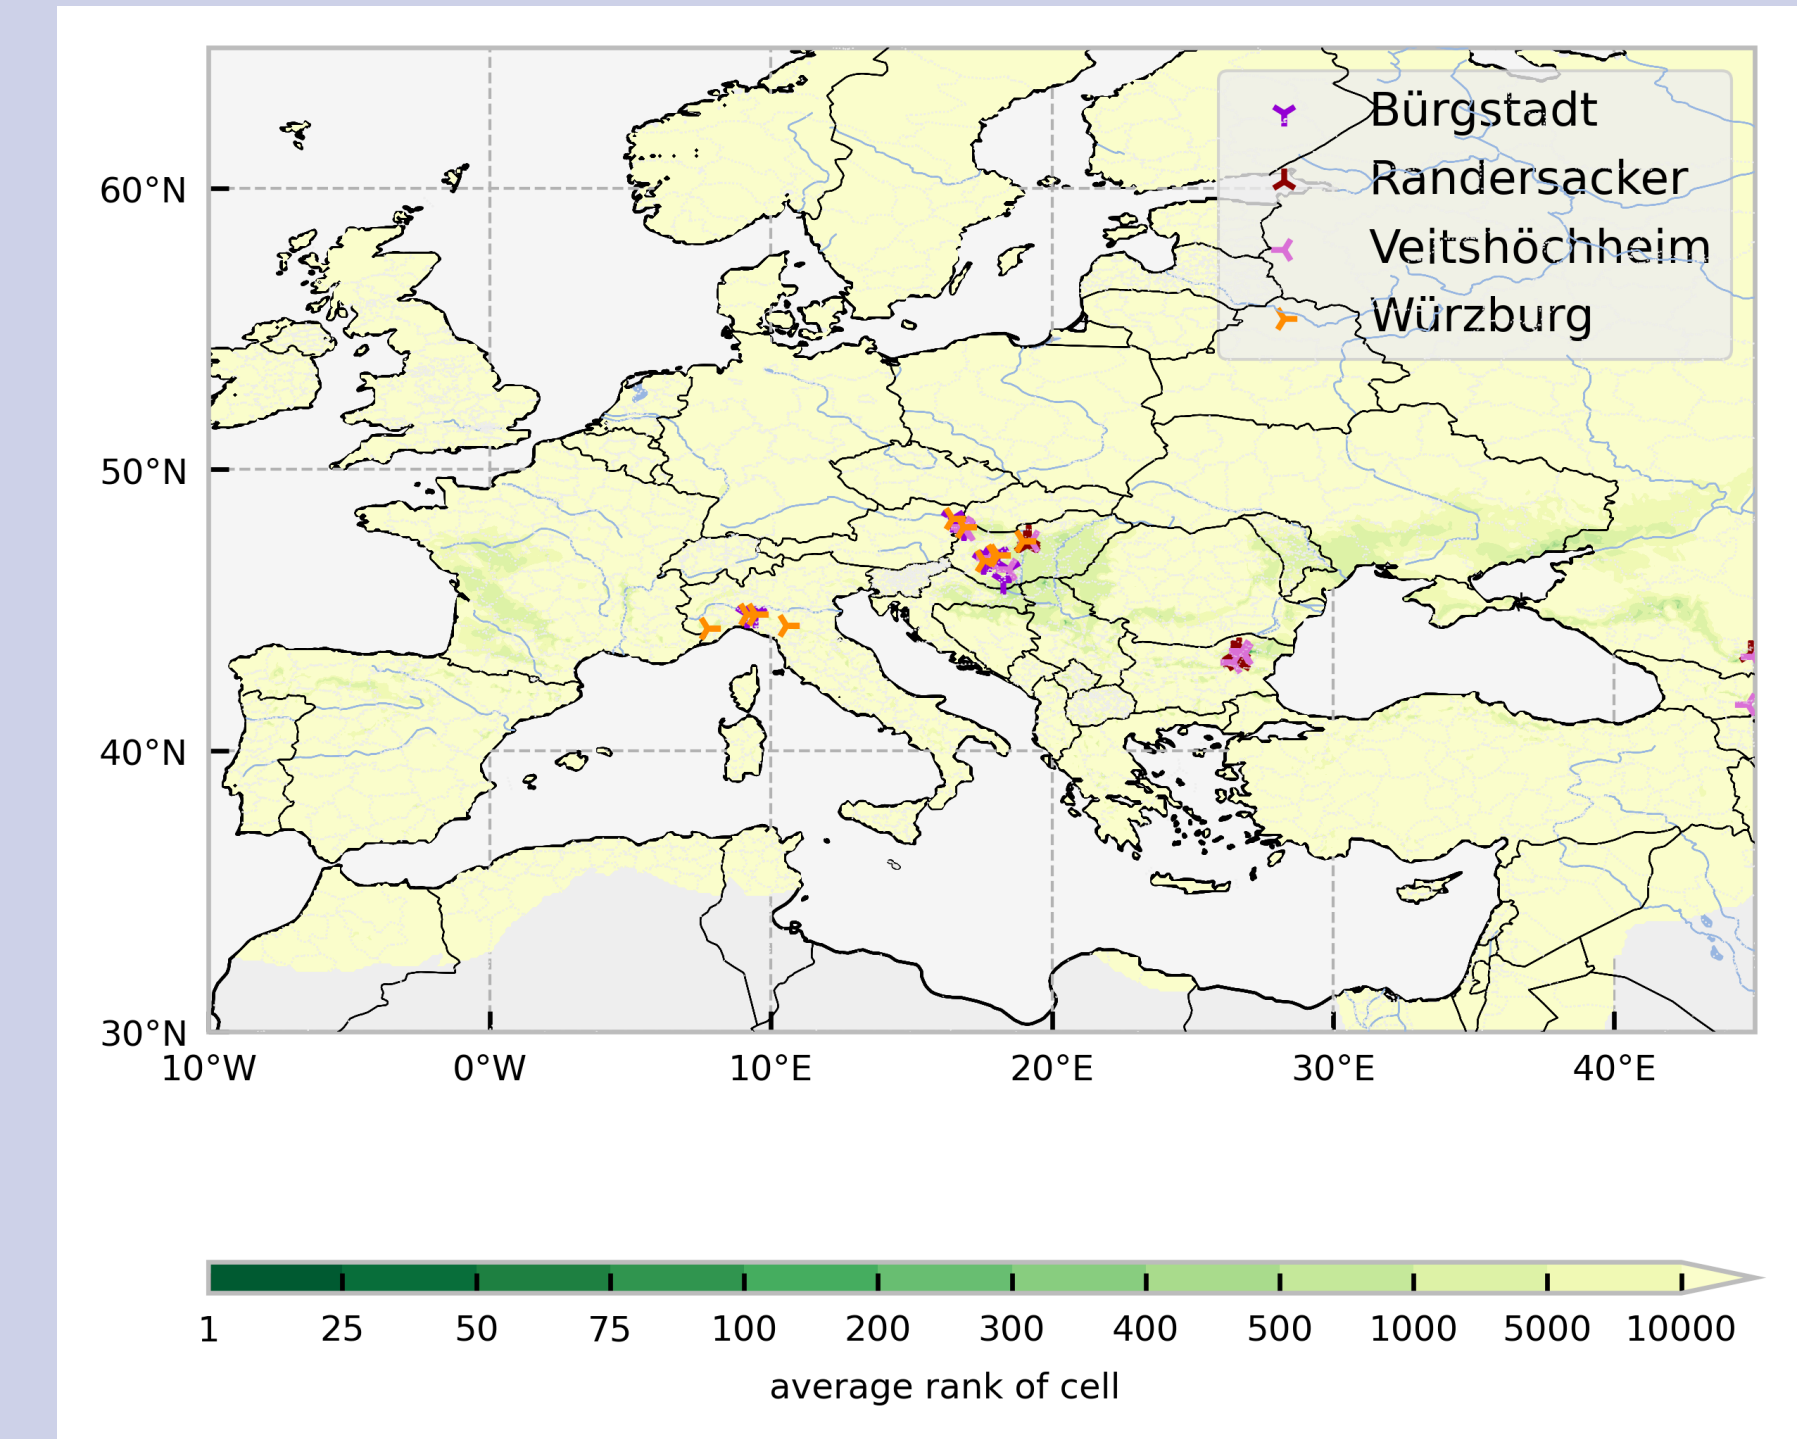 Bürgstadt
Randersacker
Veitshöchheim
Würzburg
60°N
50°N
40°N
30°N
10°W 0°W 10°E 20°E 30°E 40°E
1 25 50 75 100 200 300 400 500 1000 5000 10000
average rank of cell